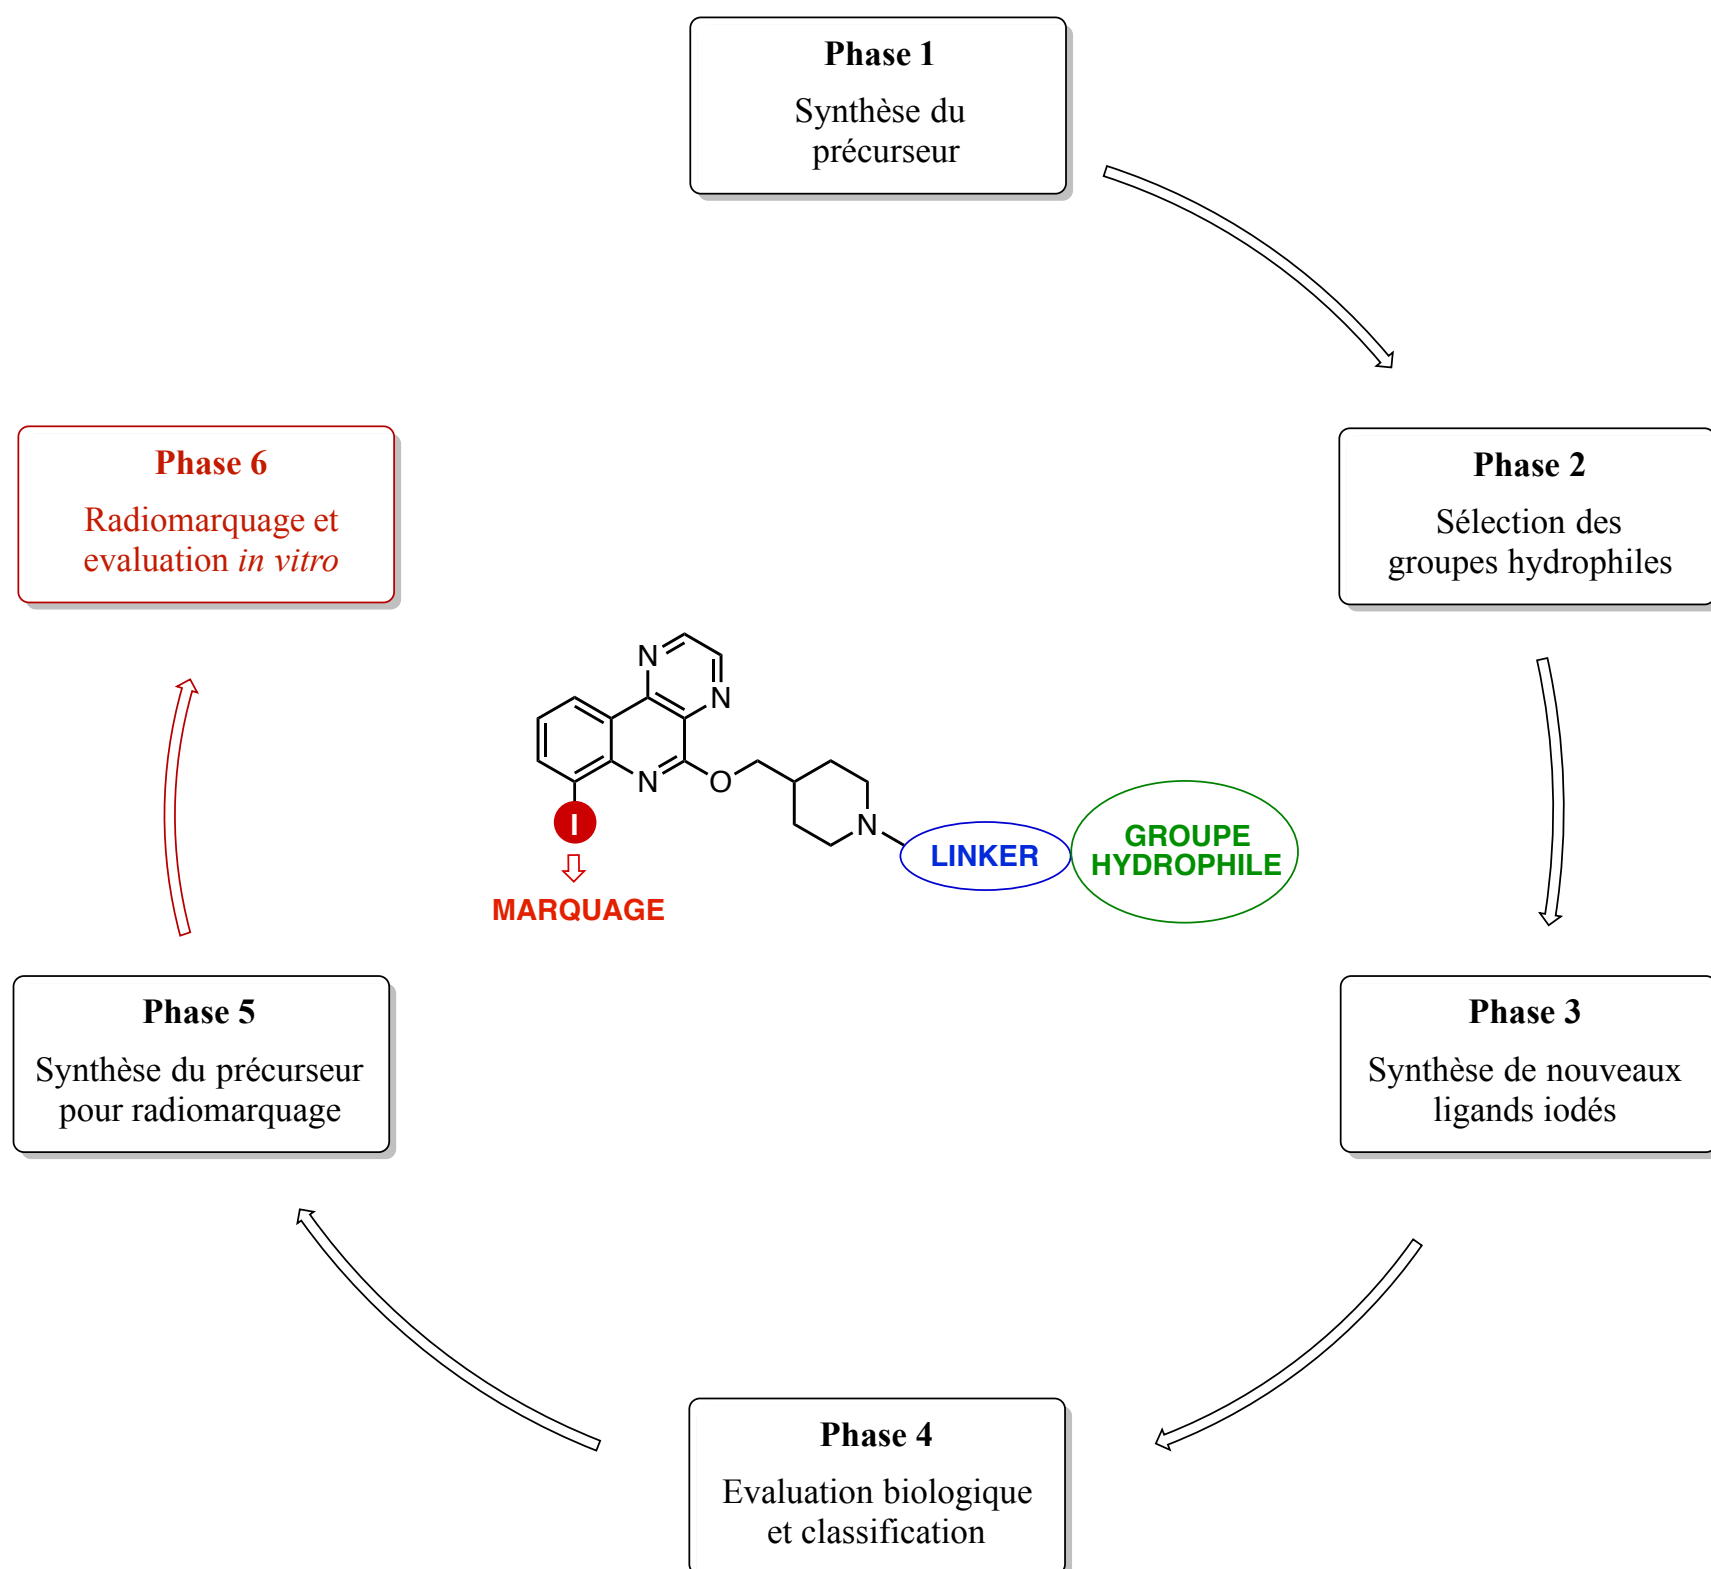 Phase 1
Synthèse du
précurseur
Phase 6
Radiomarquage et
evaluation in vitro
Phase 2
Sélection des
groupes hydrophiles
N
N
N
O
I
N
LINKER
GROUPE
HYDROPHILE
MARQUAGE
Phase 5
Synthèse du précurseur
pour radiomarquage
Phase 3
Synthèse de nouveaux
ligands iodés
Phase 4
Evaluation biologique
et classification